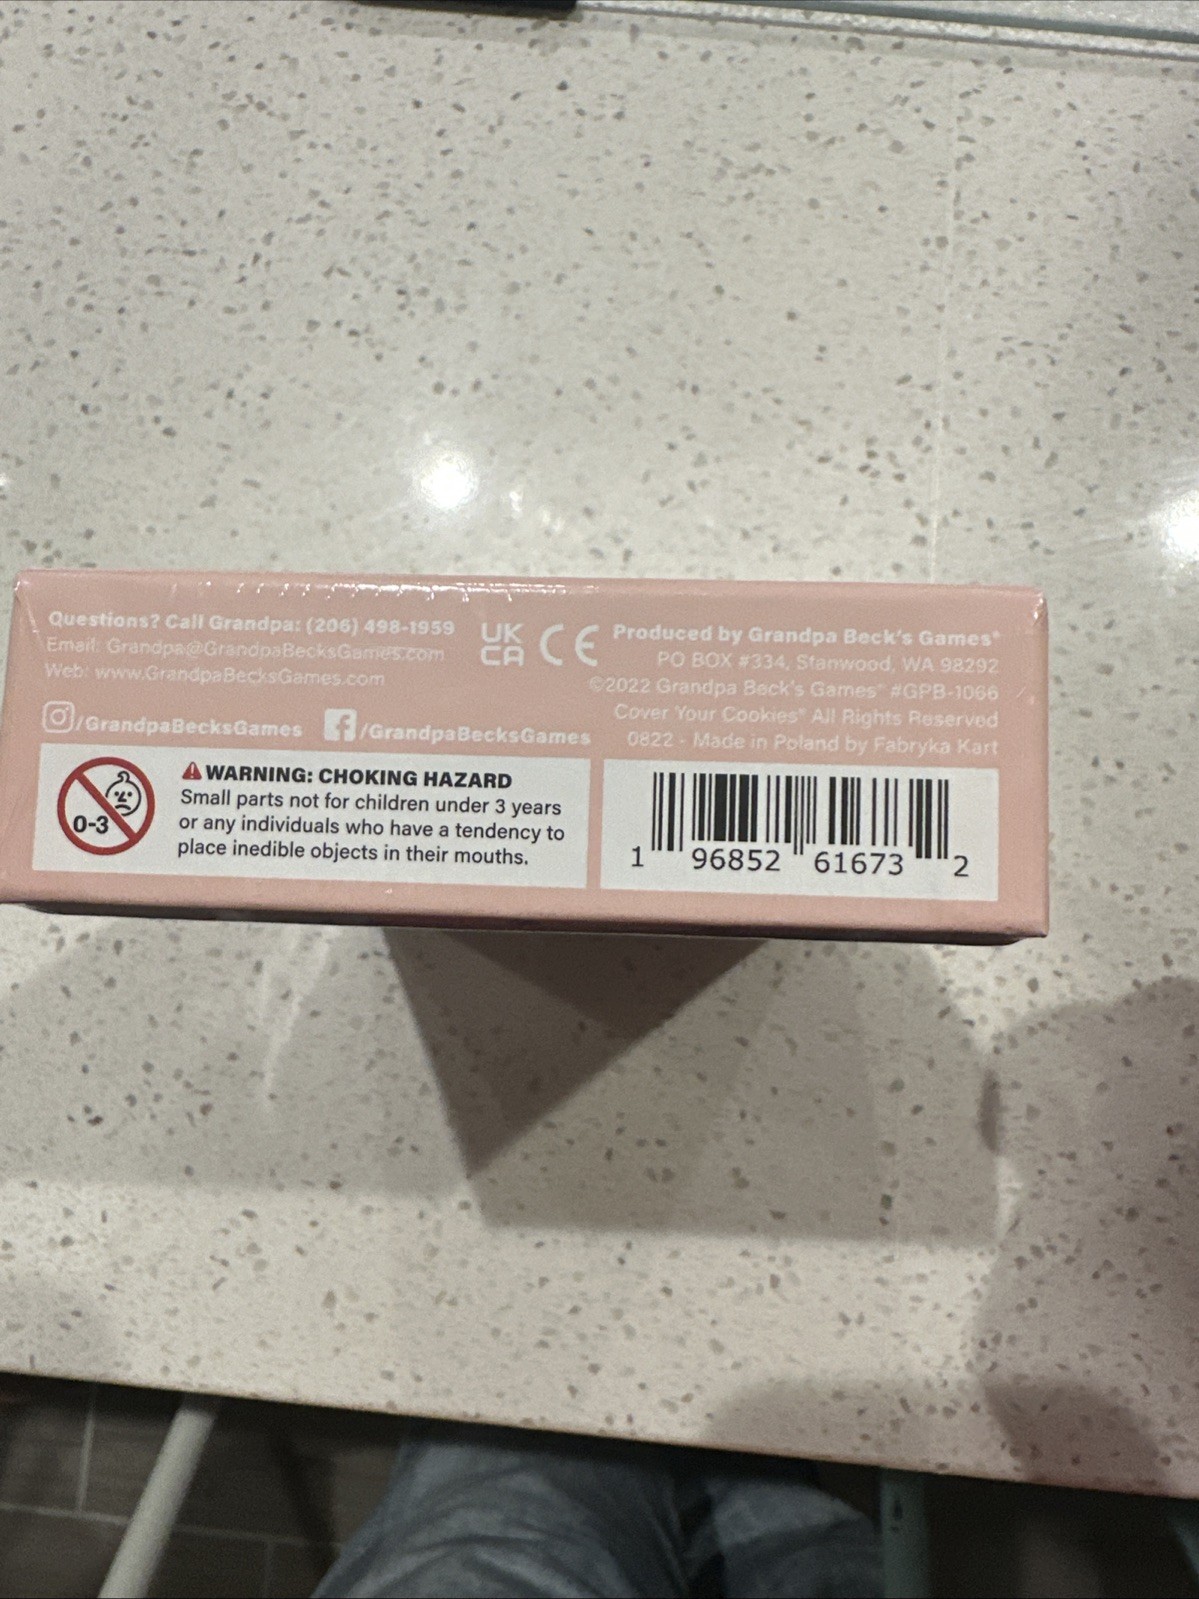 Questions? Call Grandpa: (206) 498-1959
Email: Grandpa@GrandpaBecksGames.com
Web: www.GrandpaBecksGames.com
/GrandpaBecksGames
/GrandpaBecksGames
UK
CA
CE
Produced by Grandpa Beck's Games®
PO BOX #334, Stanwood, WA 98292
©2022 Grandpa Beck's Games® #GPB-1066
Cover Your Cookies® All Rights Reserved
0822 - Made in Poland by Fabryka Kart
0-3
WARNING: CHOKING HAZARD
Small parts not for children under 3 years
or any individuals who have a tendency to
place inedible objects in their mouths.
1 96852 61673 2